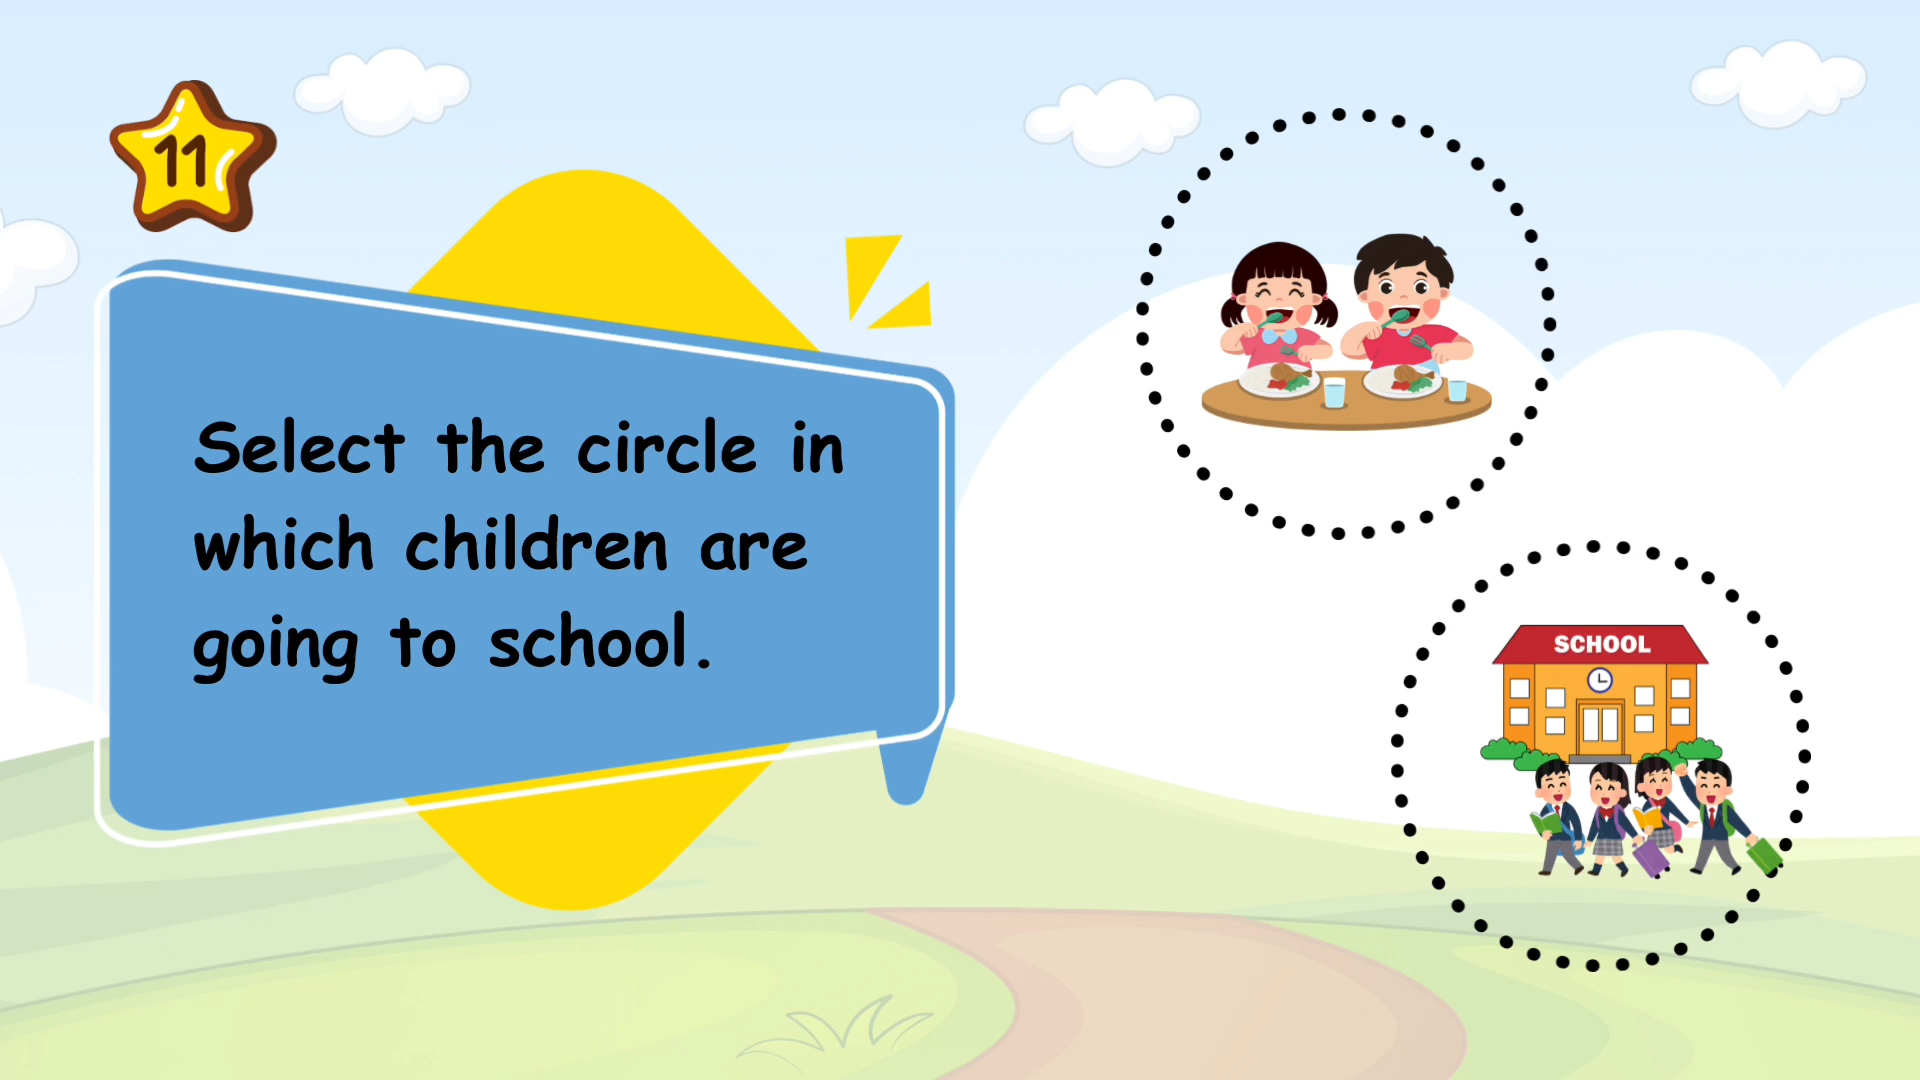 11
Select the circle in
which children are
going to school.
SCHOOL